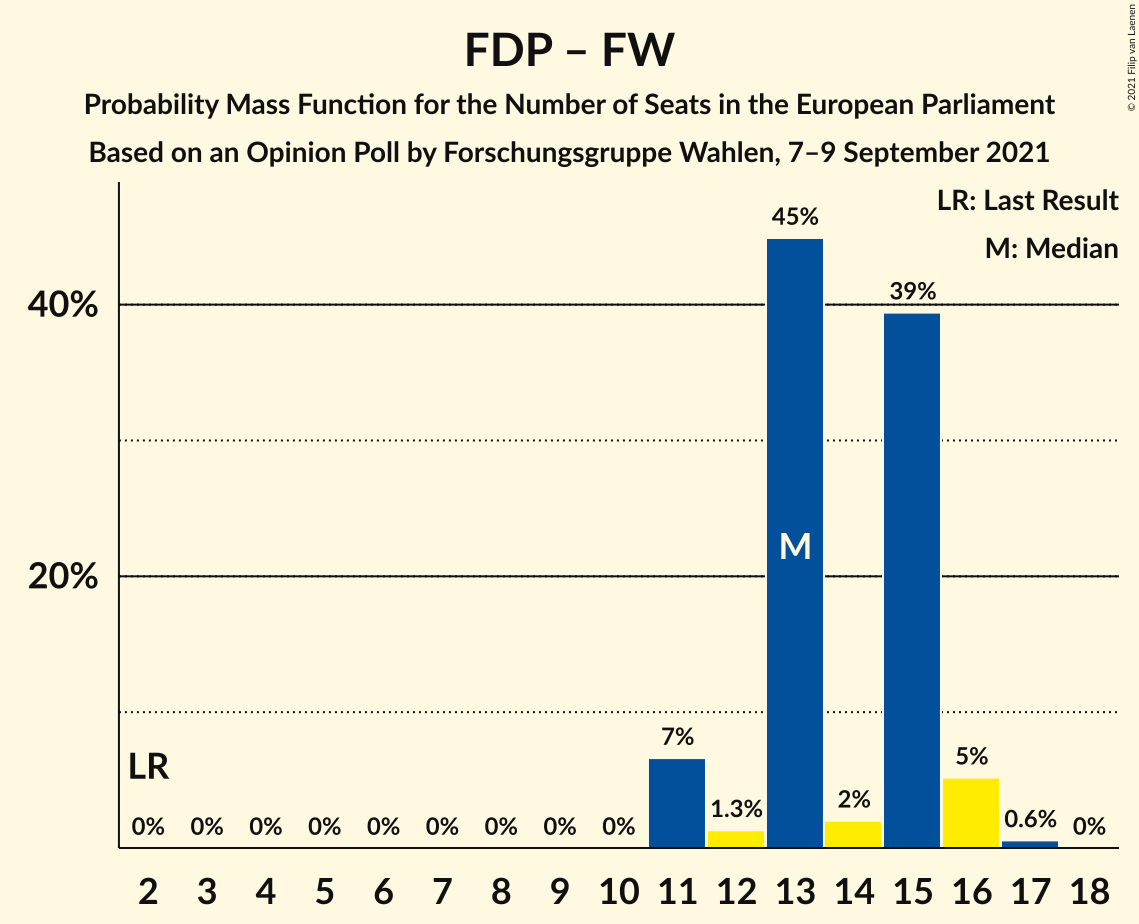 FDP – FW
Probability Mass Function for the Number of Seats in the European Parliament
Based on an Opinion Poll by Forschungsgruppe Wahlen, 7–9 September 2021
© 2021 Filip van Laenen
LR: Last Result
M: Median
45%
39%
40%
M
20%
7%
5%
LR
2%
1.3%
0.6%
0% 0% 0% 0% 0% 0% 0% 0% 0% 0%
2 3 4 5 6 7 8 9 10 11 12 13 14 15 16 17 18